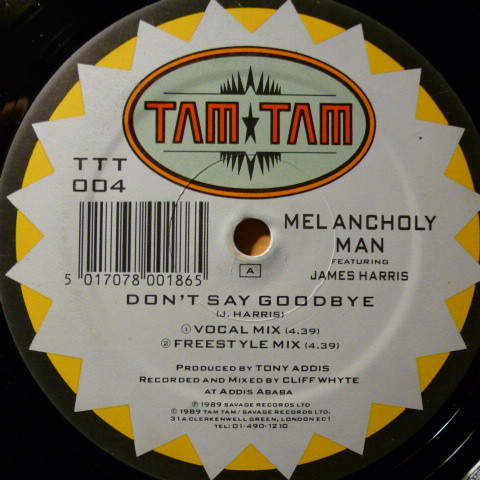 TAM★TAM
TTT
004
5 017078 001865
MELANCHOLY
MAN
FEATURING
JAMES HARRIS
A
DON'T SAY GOODBYE
(J. HARRIS)
① VOCAL MIX (4.39)
② FREESTYLE MIX (4.39)
PRODUCED BY TONY ADDIS
RECORDED AND MIXED BY CLIFF WHYTE
AT ADDIS ABABA
℗ 1989 SAVAGE RECORDS LTD
© 1989 TAM TAM / SAVAGE RECORDS LTD.
31A CLERKENWELL GREEN, LONDON EC1
TEL: 01-490-1210